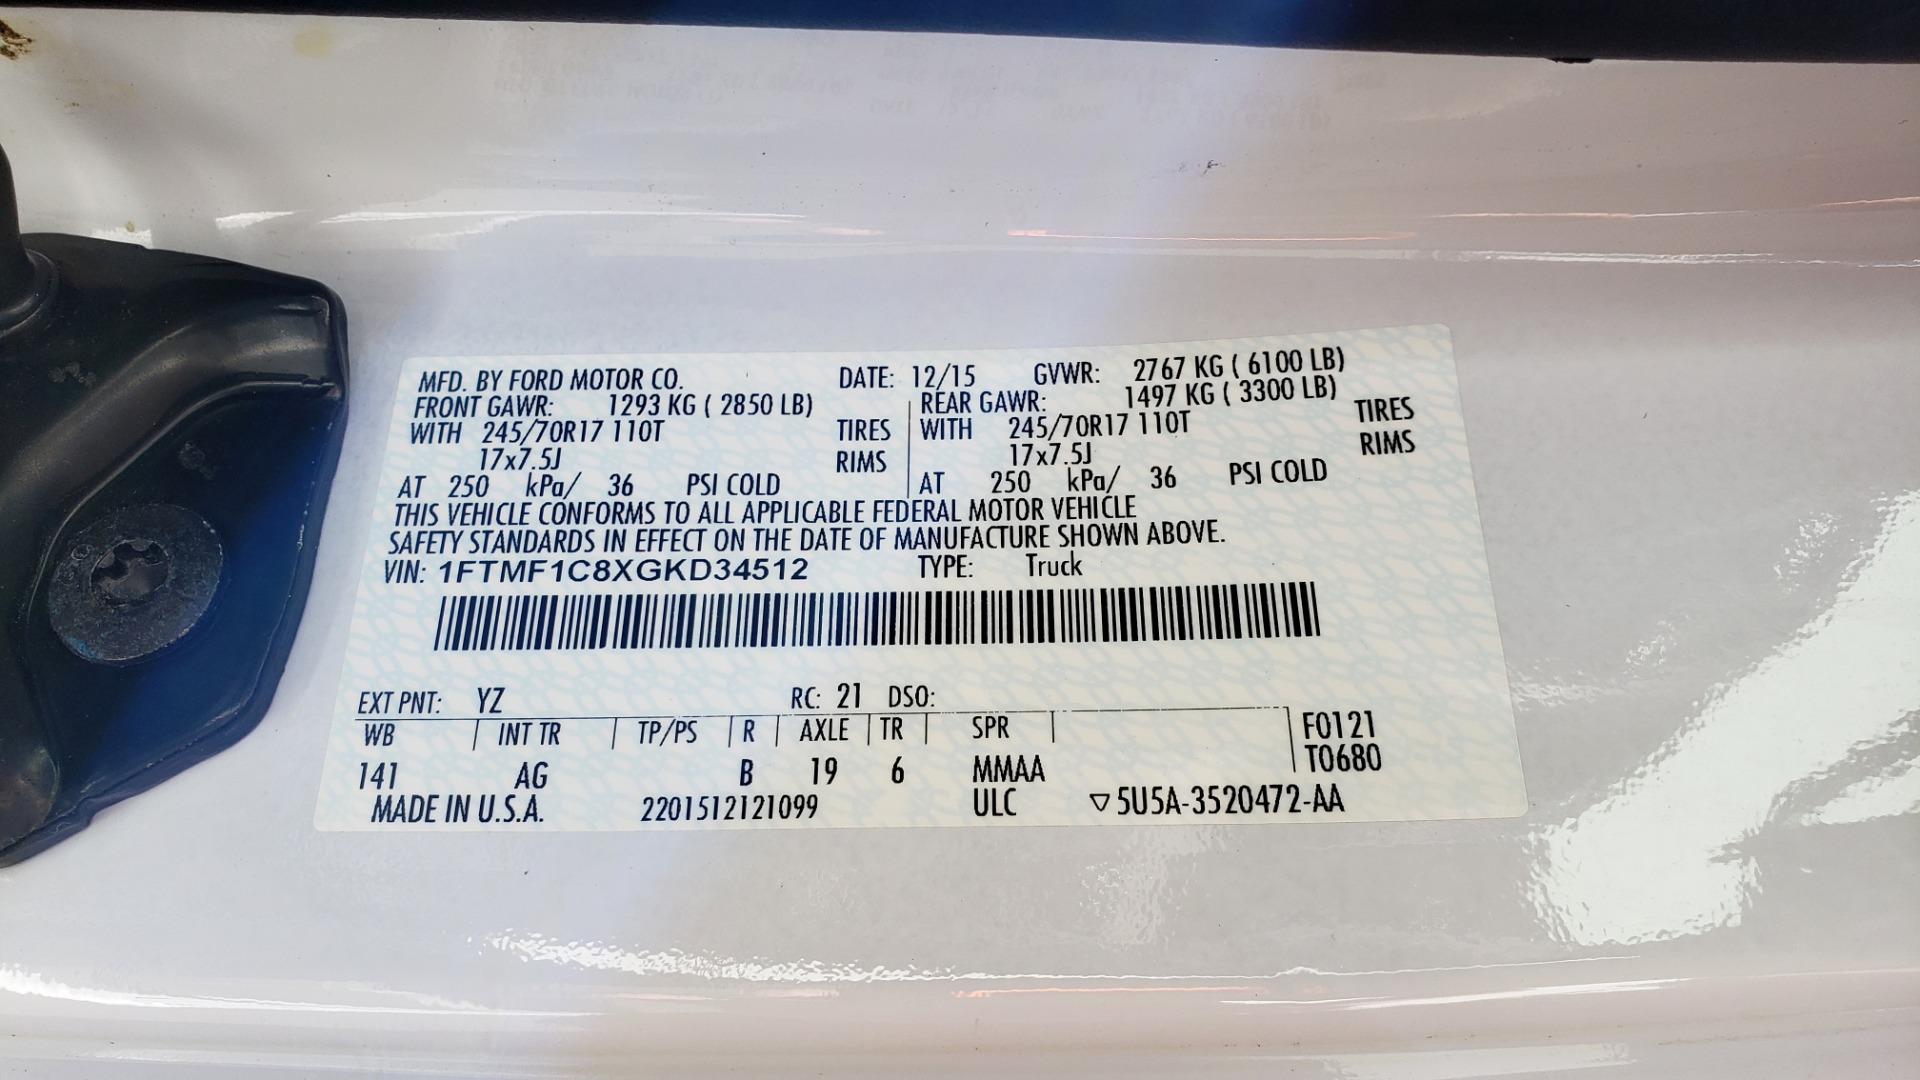 MFD. BY FORD MOTOR CO. DATE: 12/15 GVWR: 2767 KG ( 6100 LB)
FRONT GAWR: 1293 KG ( 2850 LB) REAR GAWR: 1497 KG ( 3300 LB)
WITH 245/70R17 110T TIRES WITH 245/70R17 110T TIRES
17x7.5J RIMS 17x7.5J RIMS
AT 250 kPa/ 36 PSI COLD AT 250 kPa/ 36 PSI COLD
THIS VEHICLE CONFORMS TO ALL APPLICABLE FEDERAL MOTOR VEHICLE
SAFETY STANDARDS IN EFFECT ON THE DATE OF MANUFACTURE SHOWN ABOVE.
VIN: 1FTMF1C8XGKD34512 TYPE: Truck
EXT PNT: YZ RC: 21 DSO:
WB INT TR TP/PS R AXLE TR SPR F0121
T0680
141 AG B 19 6 MMAA
MADE IN U.S.A. 2201512121099 ULC ▽5U5A-3520472-AA